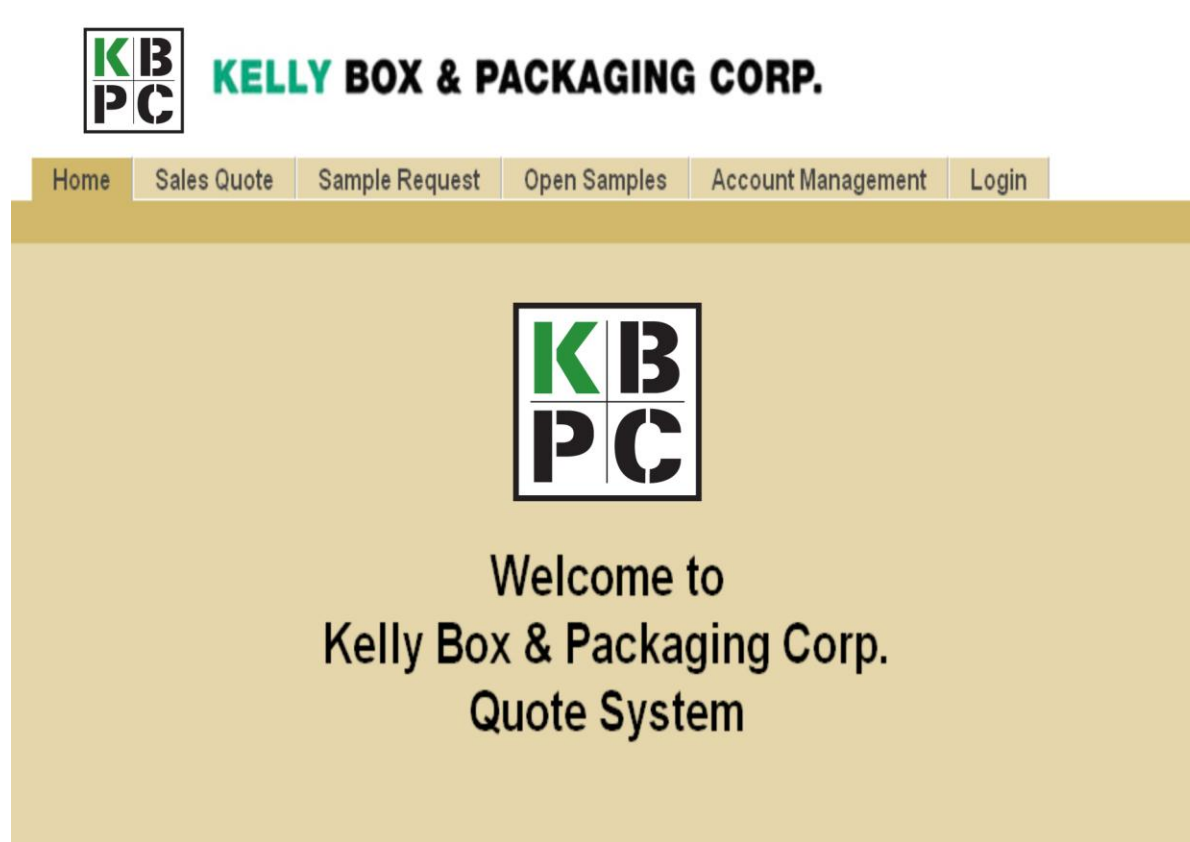 KB
PC
KELLY BOX & PACKAGING CORP.
Home Sales Quote Sample Request Open Samples Account Management Login
KB
PC
Welcome to
Kelly Box & Packaging Corp.
Quote System